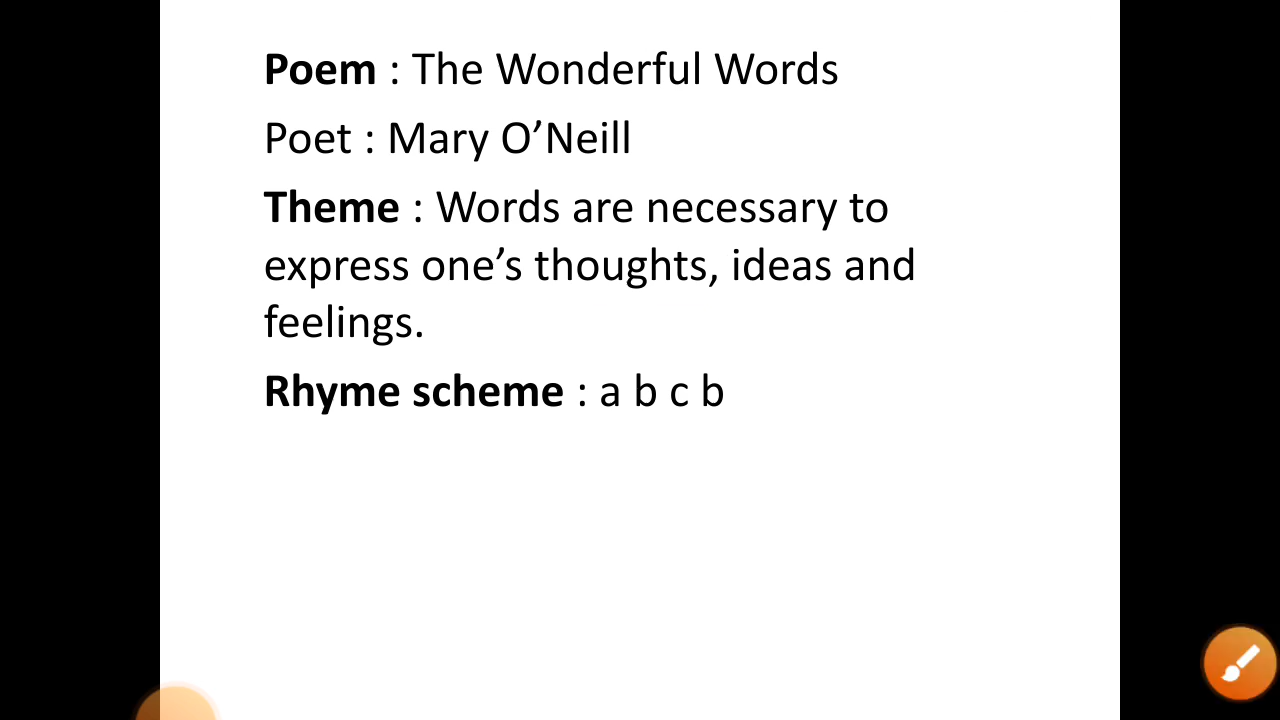 Poem : The Wonderful Words
Poet : Mary O’Neill
Theme : Words are necessary to
express one’s thoughts, ideas and
feelings.
Rhyme scheme : a b c b